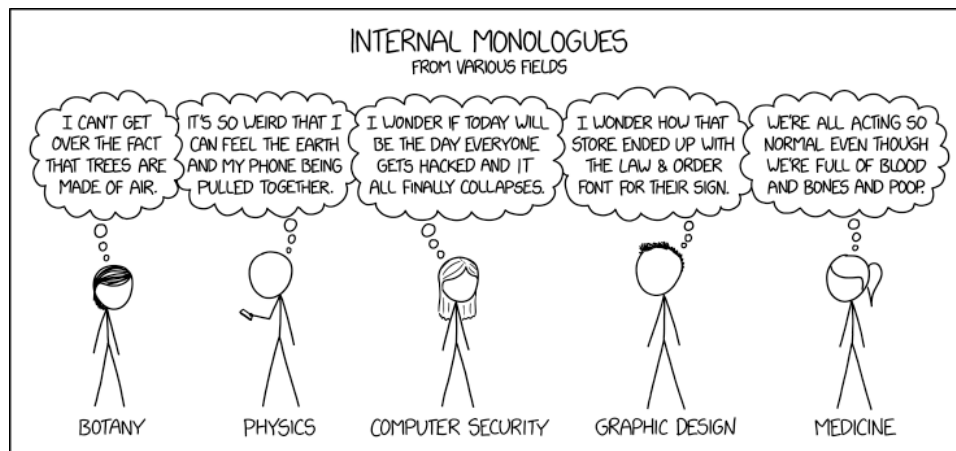 INTERNAL MONOLOGUES
FROM VARIOUS FIELDS
I CAN'T GET
OVER THE FACT
THAT TREES ARE
MADE OF AIR.
IT'S SO WEIRD THAT I
CAN FEEL THE EARTH
AND MY PHONE BEING
PULLED TOGETHER.
I WONDER IF TODAY WILL
BE THE DAY EVERYONE
GETS HACKED AND IT
ALL FINALLY COLLAPSES.
I WONDER HOW THAT
STORE ENDED UP WITH
THE LAW & ORDER
FONT FOR THEIR SIGN.
WE'RE ALL ACTING SO
NORMAL EVEN THOUGH
WE'RE FULL OF BLOOD
AND BONES AND POOP.
BOTANY
PHYSICS
COMPUTER SECURITY
GRAPHIC DESIGN
MEDICINE